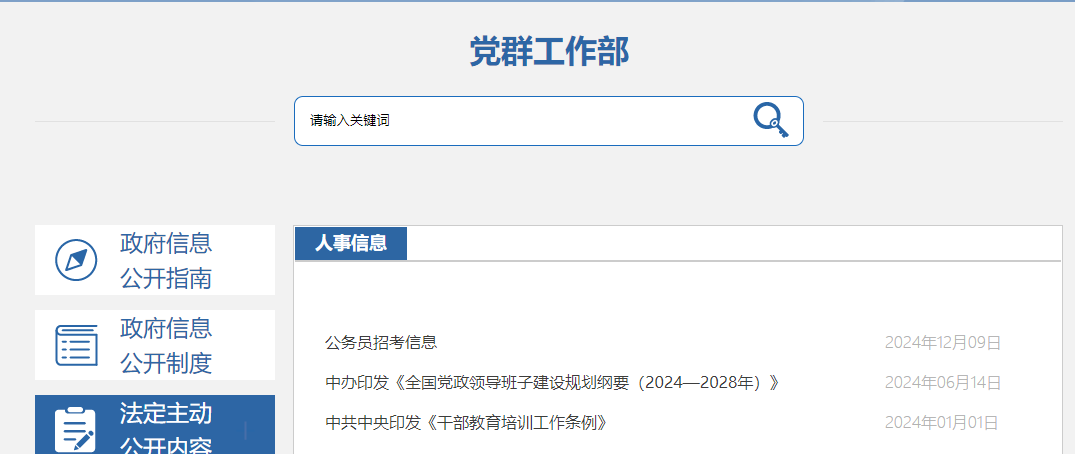 党群工作部
请输入关键词
政府信息
公开指南
政府信息
公开制度
法定主动
公开内容
人事信息
公务员招考信息 2024年12月09日
中办印发《全国党政领导班子建设规划纲要（2024—2028年）》 2024年06月14日
中共中央印发《干部教育培训工作条例》 2024年01月01日